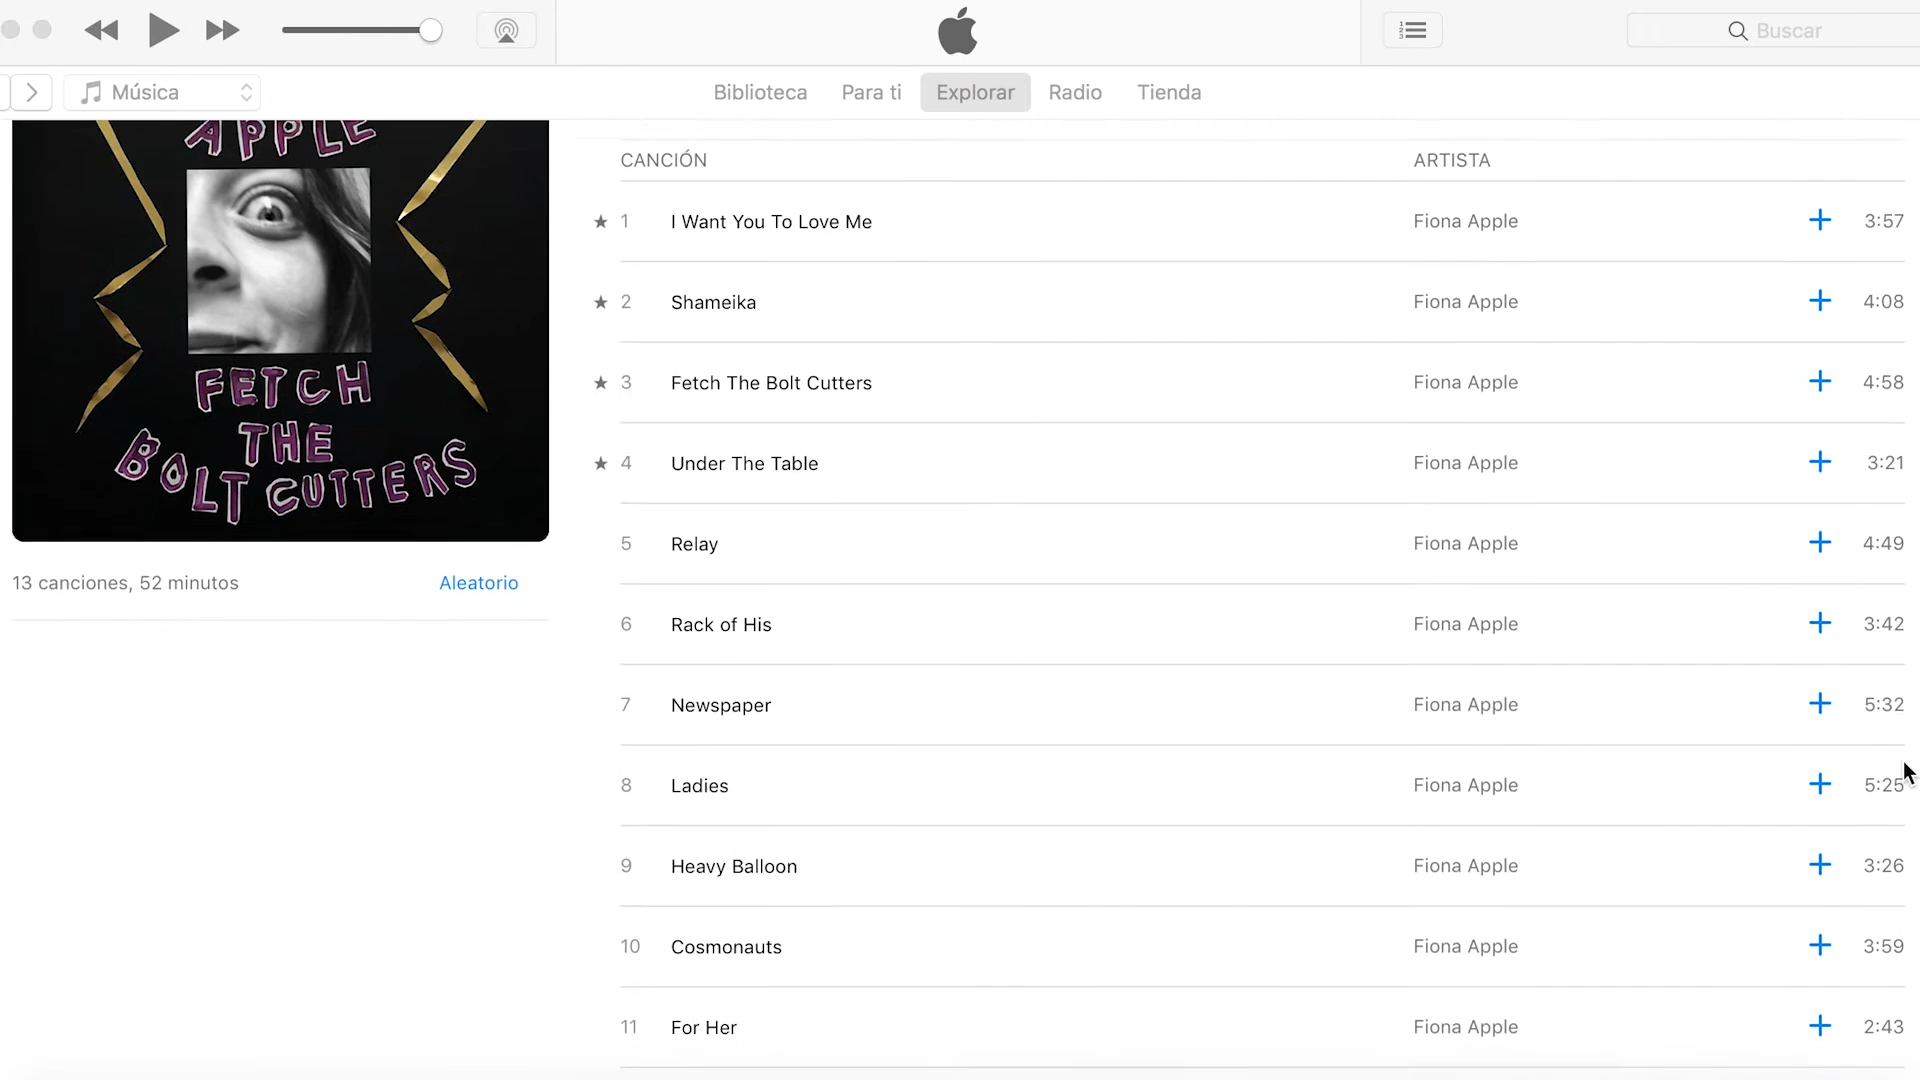 Buscar
Música
Biblioteca Para ti Explorar Radio Tienda
APPLE
FETCH
THE
BOLT CUTTERS
13 canciones, 52 minutos Aleatorio
CANCIÓN ARTISTA
★ 1 I Want You To Love Me Fiona Apple + 3:57
★ 2 Shameika Fiona Apple + 4:08
★ 3 Fetch The Bolt Cutters Fiona Apple + 4:58
★ 4 Under The Table Fiona Apple + 3:21
5 Relay Fiona Apple + 4:49
6 Rack of His Fiona Apple + 3:42
7 Newspaper Fiona Apple + 5:32
8 Ladies Fiona Apple + 5:25
9 Heavy Balloon Fiona Apple + 3:26
10 Cosmonauts Fiona Apple + 3:59
11 For Her Fiona Apple + 2:43